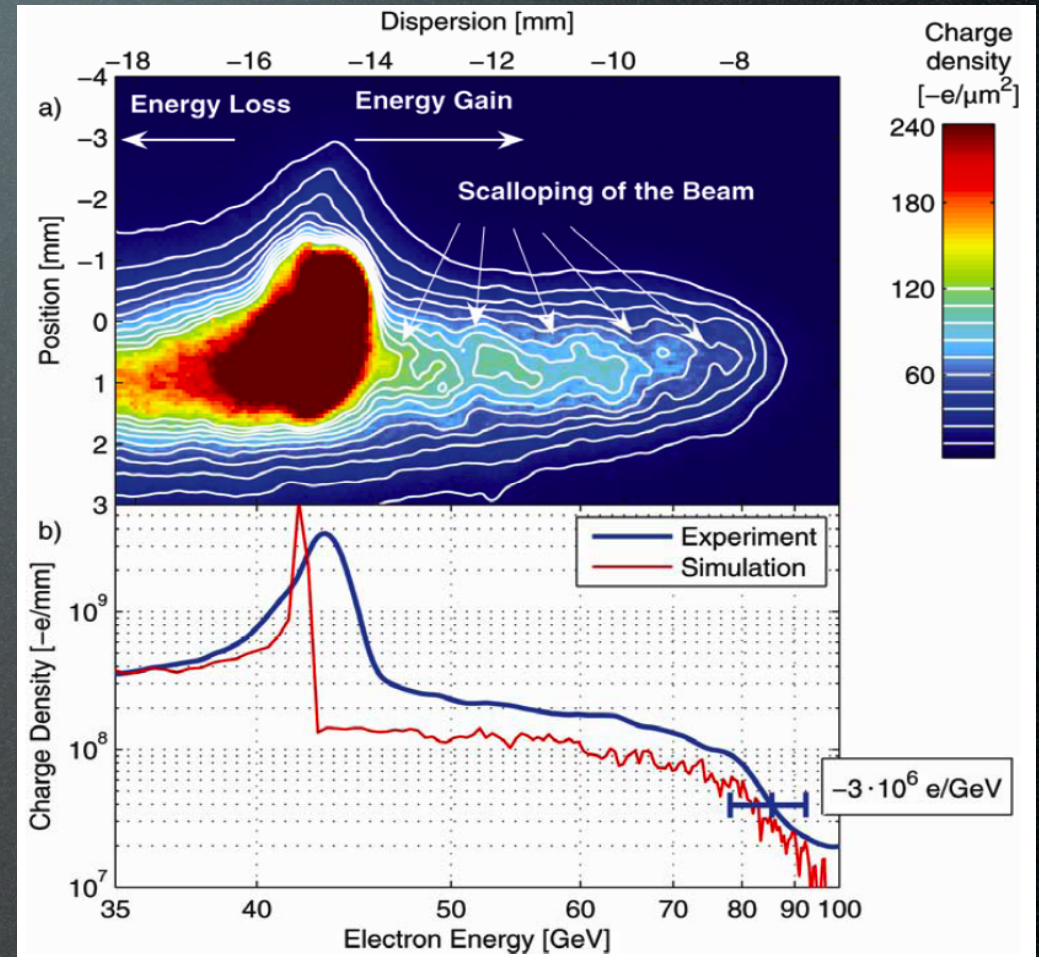 Dispersion [mm]
−18 −16 −14 −12 −10 −8
Charge
density
[−e/μm²]
a)
Position [mm]
−4
−3
−2
−1
0
1
2
3
Energy Loss
Energy Gain
Scalloping of the Beam
240
180
120
60
b)
Charge Density [−e/mm]
10⁹
10⁸
10⁷
Experiment
Simulation
−3·10⁶ e/GeV
35 40 50 60 70 80 90 100
Electron Energy [GeV]